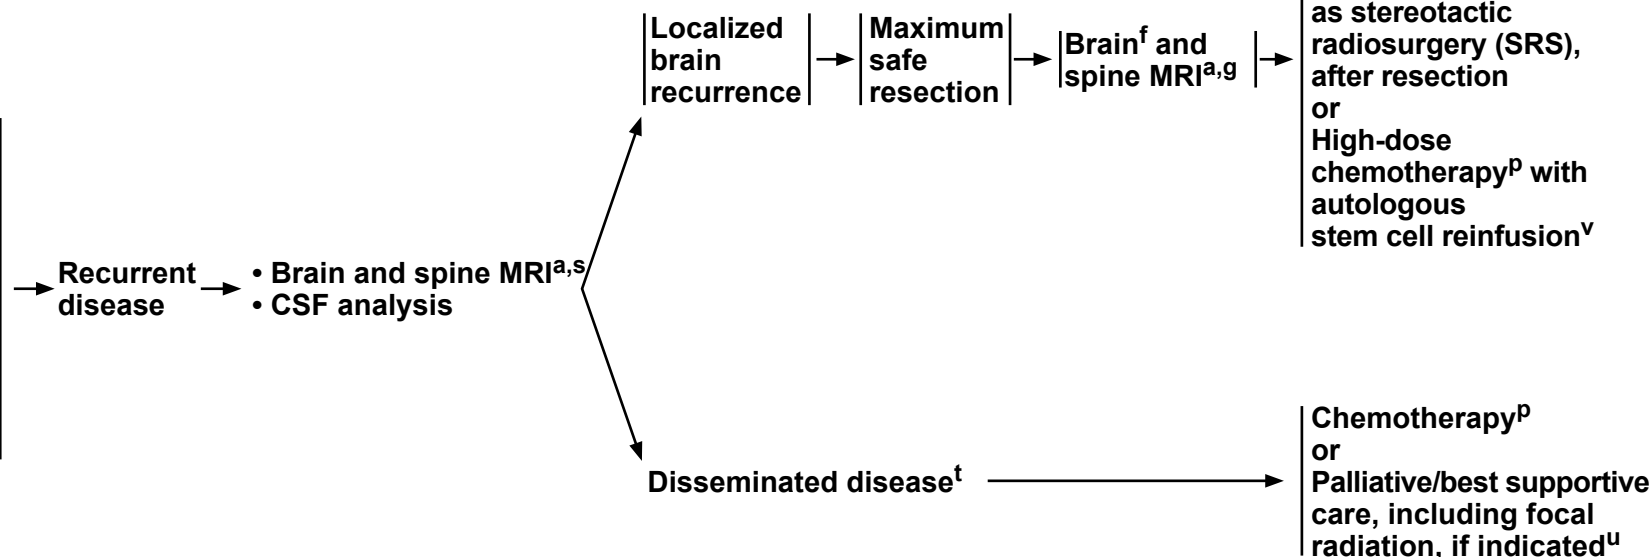 Recurrent
disease
• Brain and spine MRIa,s
• CSF analysis
Localized
brain
recurrence
Maximum
safe
resection
Brainf and
spine MRIa,g
as stereotactic
radiosurgery (SRS),
after resection
or
High-dose
chemotherapyp with
autologous
stem cell reinfusionv
Disseminated diseaset
Chemotherapyp
or
Palliative/best supportive
care, including focal
radiation, if indicatedu